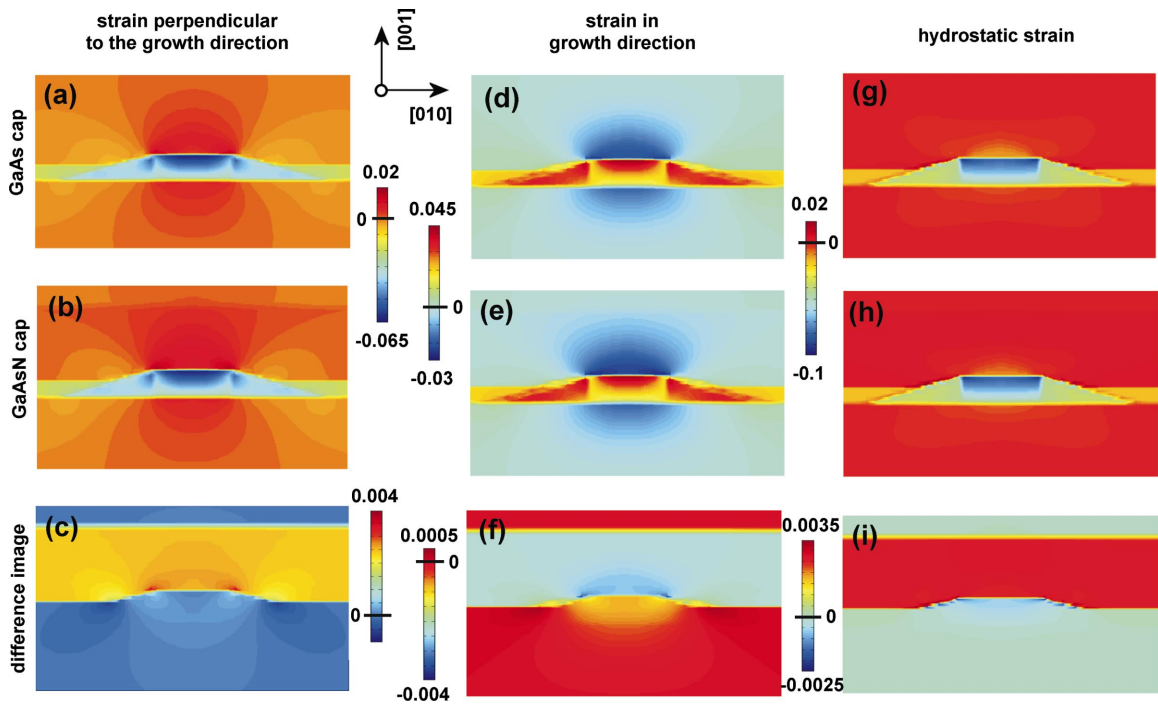 strain perpendicular
to the growth direction
[001]
[010]
strain in
growth direction
hydrostatic strain
GaAs cap
(a)
(d)
(g)
0.02
0
-0.065
0.045
0
-0.03
0.02
0
-0.1
GaAsN cap
(b)
(e)
(h)
difference image
(c)
(f)
(i)
0.004
0
0.0005
0
-0.004
0.0035
0
-0.0025